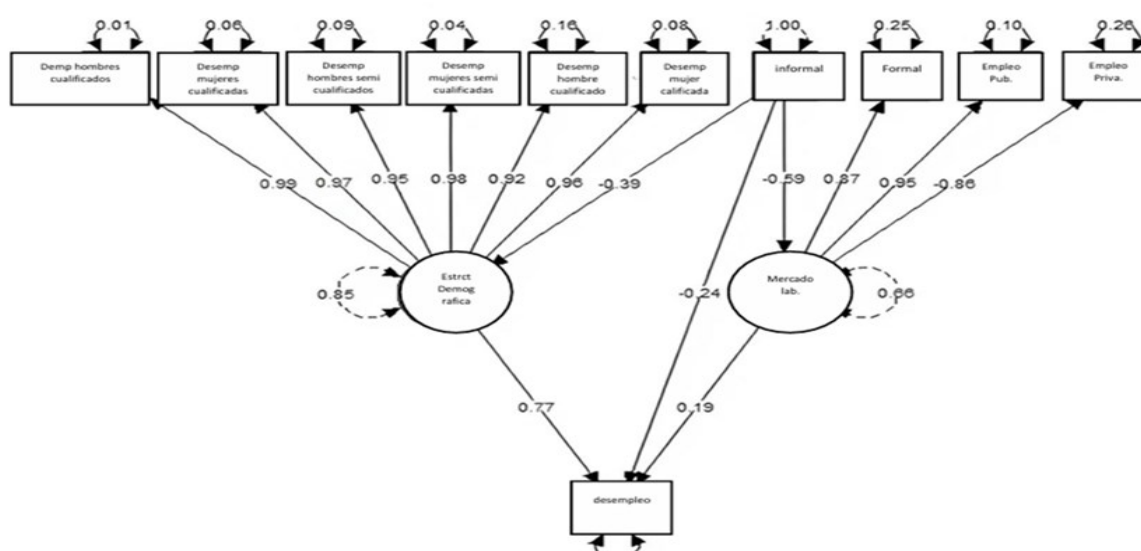 0.01 0.06 0.09 0.04 0.16 0.08 1.00 0.25 0.10 0.26
Demp hombres
cualificados
Desemp
mujeres
cualificadas
Desemp
hombres semi
cualificados
Desemp
mujeres semi
cualificadas
Desemp
hombre
cualificado
Desemp
mujer
calificada
informal
Formal
Empleo
Pub.
Empleo
Priva.
0.99 0.97 0.95 0.98 0.92 0.96 -0.39 -0.59 0.87 0.95 -0.86
Estrct
Demog
rafica
0.85
Mercado
lab.
0.66
-0.24
0.77
0.19
desempleo